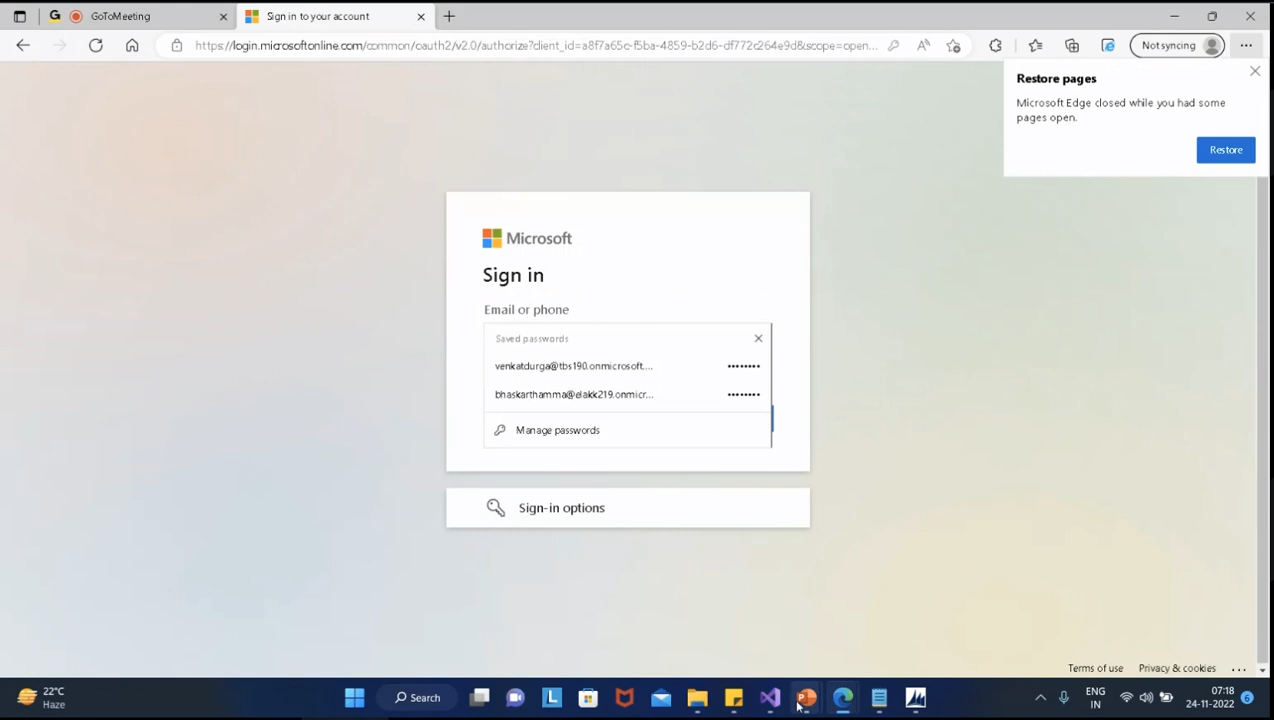 GoToMeeting
Sign in to your account
https://login.microsoftonline.com/common/oauth2/v2.0/authorize?client_id=a8f7a65c-f5ba-4859-b2d6-df772c264e9d&scope=open...
Not syncing
Restore pages
Microsoft Edge closed while you had some
pages open.
Restore
Microsoft
Sign in
Email or phone
Saved passwords
venkatdurga@tbs190.onmicrosoft....
bhaskarthamma@elakk219.onmicr...
Manage passwords
Sign-in options
Terms of use
Privacy & cookies
22°C
Haze
Search
ENG
IN
07:18
24-11-2022
6